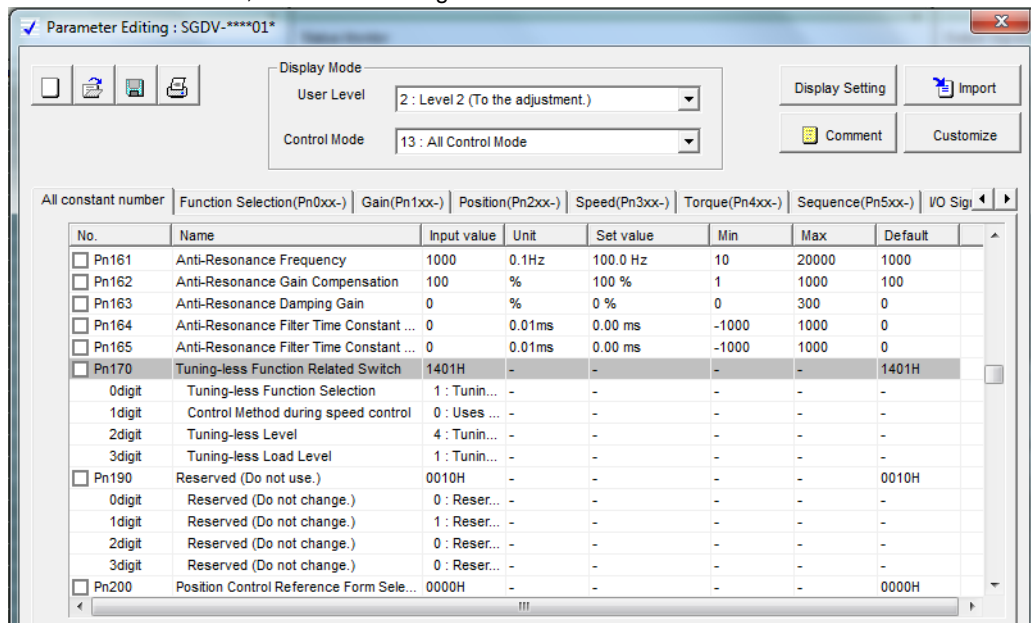 Parameter Editing : SGDV-****01*
Display Mode
User Level 2 : Level 2 (To the adjustment.)
Control Mode 13 : All Control Mode
Display Setting Import
Comment Customize
All constant number Function Selection(Pn0xx-) Gain(Pn1xx-) Position(Pn2xx-) Speed(Pn3xx-) Torque(Pn4xx-) Sequence(Pn5xx-) I/O Sig
No. Name Input value Unit Set value Min Max Default
Pn161 Anti-Resonance Frequency 1000 0.1Hz 100.0 Hz 10 20000 1000
Pn162 Anti-Resonance Gain Compensation 100 % 100 % 1 1000 100
Pn163 Anti-Resonance Damping Gain 0 % 0 % 0 300 0
Pn164 Anti-Resonance Filter Time Constant ... 0 0.01ms 0.00 ms -1000 1000 0
Pn165 Anti-Resonance Filter Time Constant ... 0 0.01ms 0.00 ms -1000 1000 0
Pn170 Tuning-less Function Related Switch 1401H - - - - 1401H
0digit Tuning-less Function Selection 1 : Tunin... - - - - -
1digit Control Method during speed control 0 : Uses ... - - - - -
2digit Tuning-less Level 4 : Tunin... - - - - -
3digit Tuning-less Load Level 1 : Tunin... - - - - -
Pn190 Reserved (Do not use.) 0010H - - - - 0010H
0digit Reserved (Do not change.) 0 : Reser... - - - - -
1digit Reserved (Do not change.) 1 : Reser... - - - - -
2digit Reserved (Do not change.) 0 : Reser... - - - - -
3digit Reserved (Do not change.) 0 : Reser... - - - - -
Pn200 Position Control Reference Form Sele... 0000H - - - - 0000H